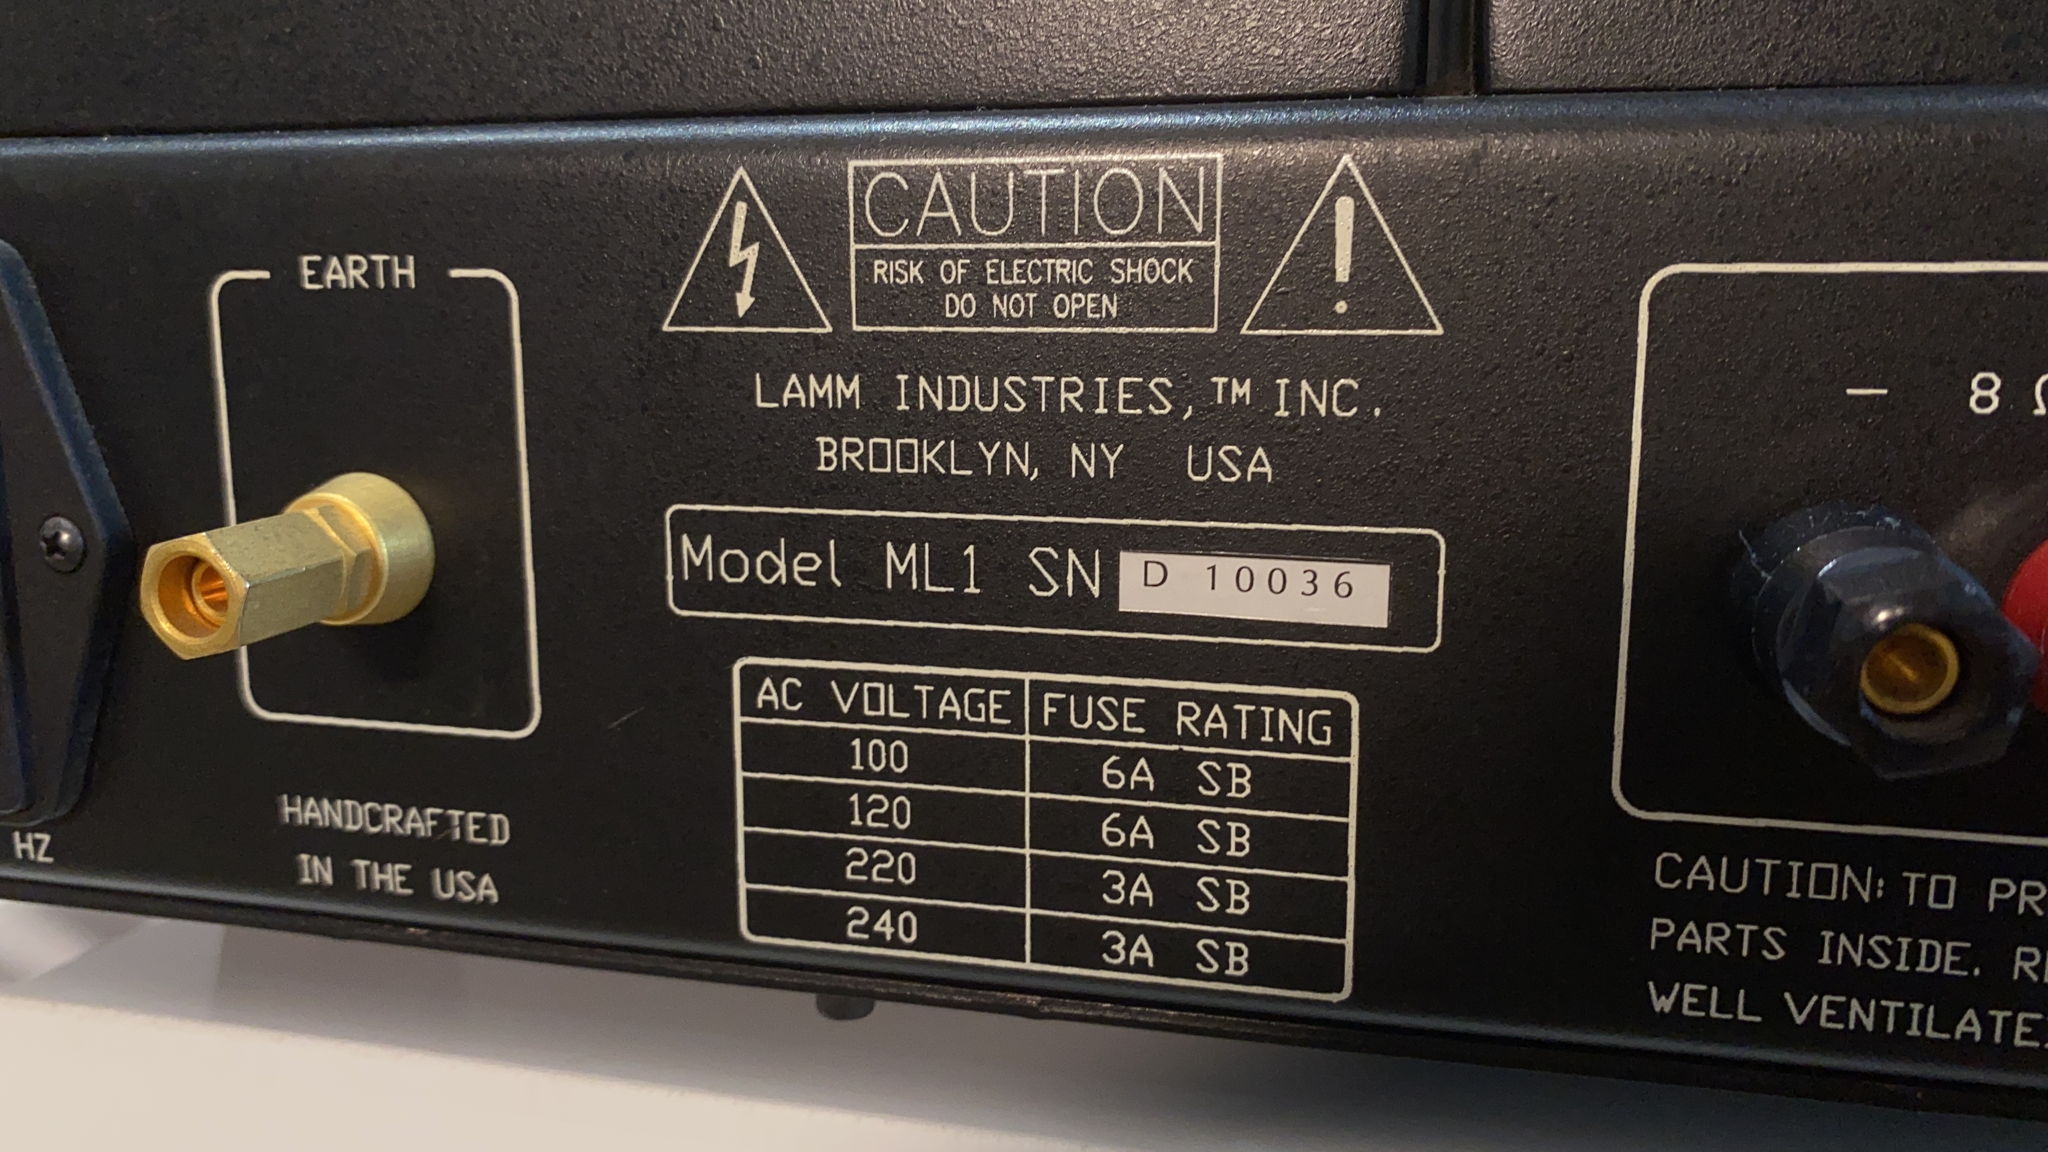 EARTH
CAUTION
RISK OF ELECTRIC SHOCK
DO NOT OPEN
LAMM INDUSTRIES,™ INC.
BROOKLYN, NY USA
Model ML1 SN D 10036
AC VOLTAGE FUSE RATING
100 6A SB
120 6A SB
220 3A SB
240 3A SB
HANDCRAFTED
IN THE USA
HZ
— 8 Ω
CAUTION: TO
PARTS INSIDE.
WELL